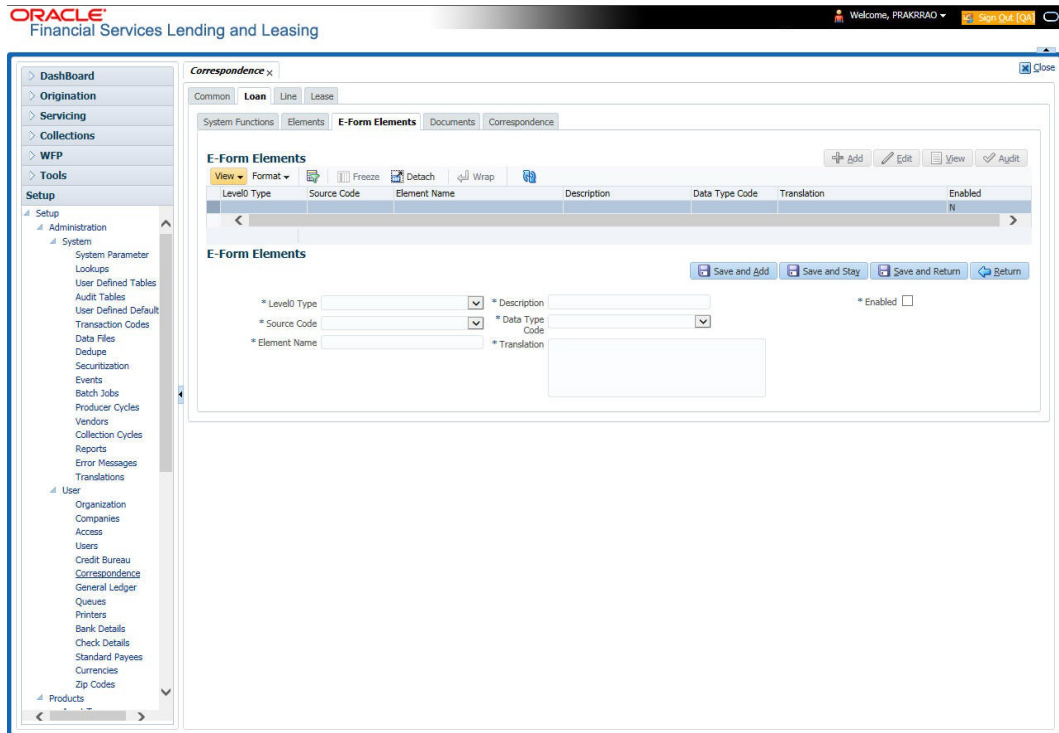 ORACLE
Financial Services Lending and Leasing
Welcome, PRAKRRAO
Sign Out [QA]
DashBoard
Origination
Servicing
Collections
WFP
Tools
Setup
Setup
Administration
System
System Parameter
Lookups
User Defined Tables
Audit Tables
User Defined Default
Transaction Codes
Data Files
Dedupe
Securitization
Events
Batch Jobs
Producer Cycles
Vendors
Collection Cycles
Reports
Error Messages
Translations
User
Organization
Companies
Access
Users
Credit Bureau
Correspondence
General Ledger
Queues
Printers
Bank Details
Check Details
Standard Payees
Currencies
Zip Codes
Products
Correspondence x
Close
Common Loan Line Lease
System Functions Elements E-Form Elements Documents Correspondence
E-Form Elements
Add Edit View Audit
View Format Freeze Detach Wrap
Level0 Type Source Code Element Name Description Data Type Code Translation Enabled
N
E-Form Elements
Save and Add Save and Stay Save and Return Return
* Level0 Type * Description * Enabled
* Source Code * Data Type Code
* Element Name * Translation